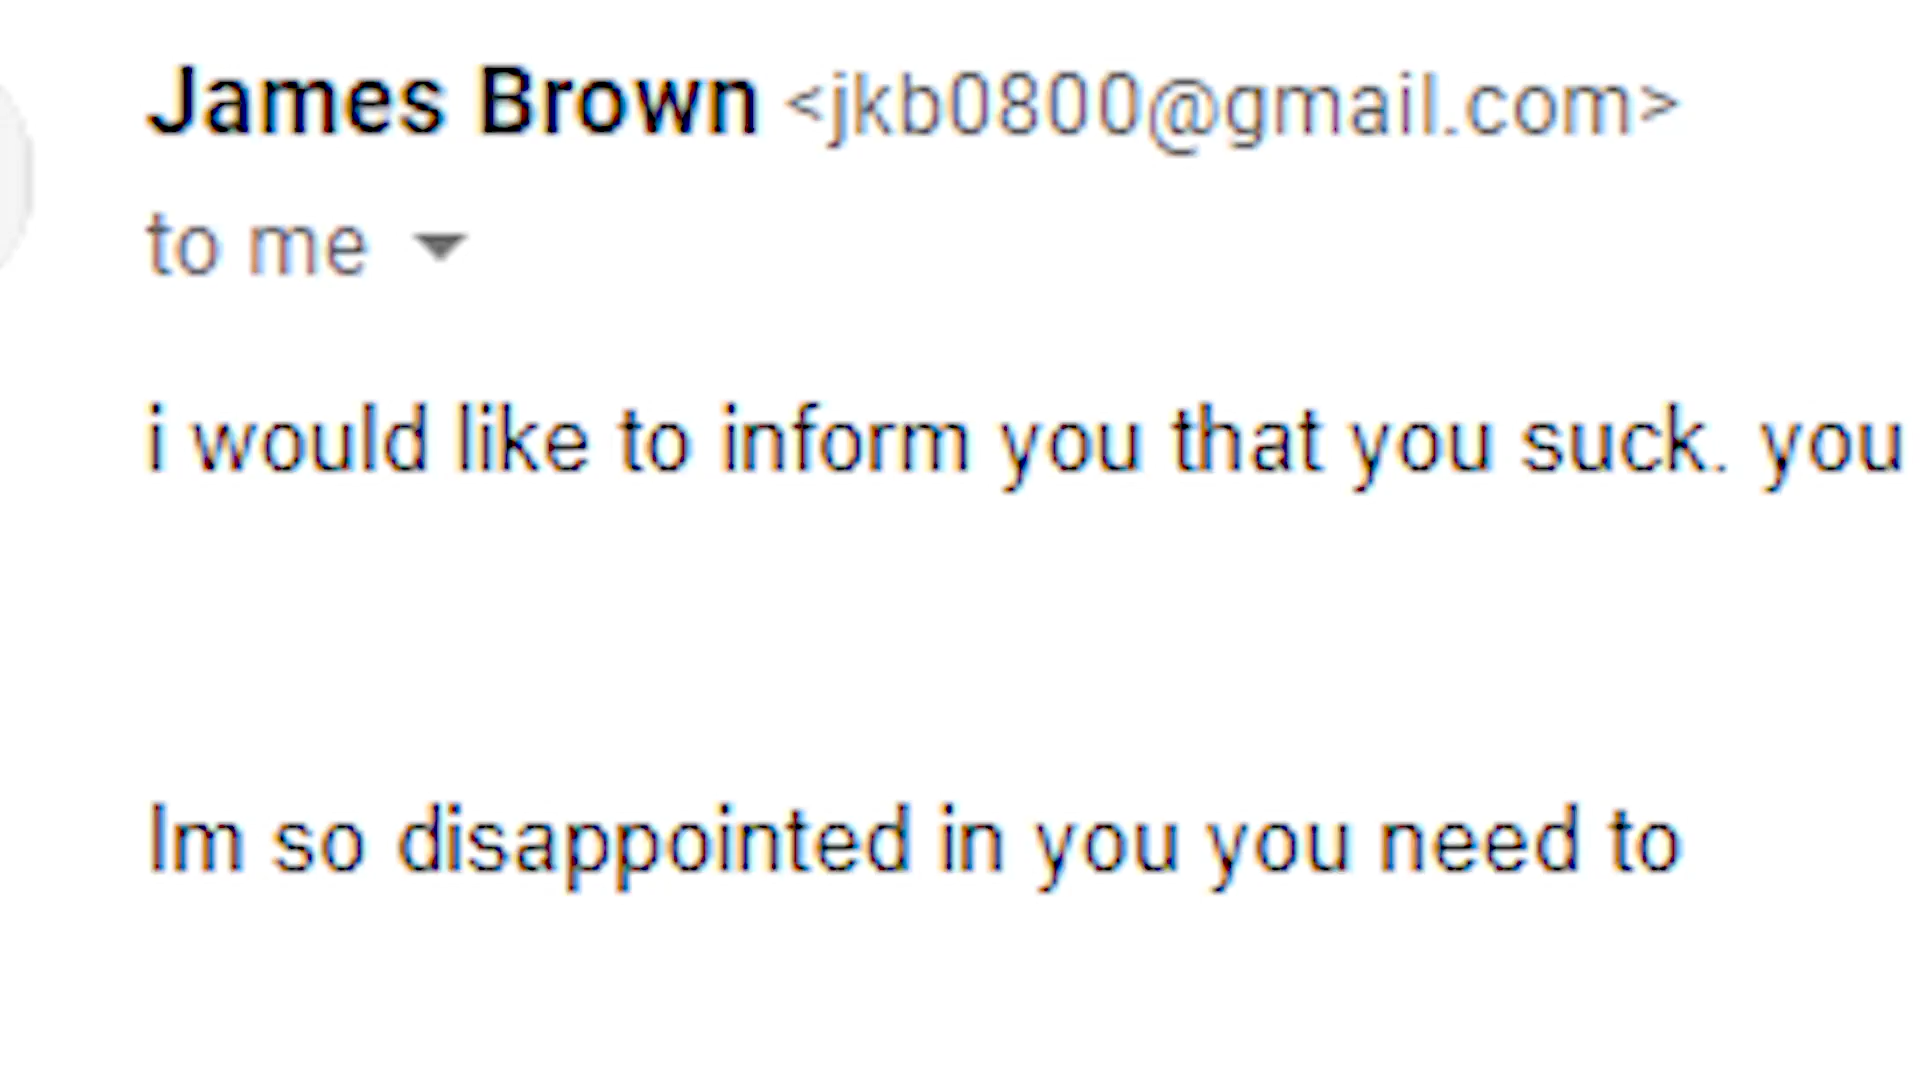 James Brown <jkb0800@gmail.com>
to me
i would like to inform you that you suck. you
Im so disappointed in you you need to